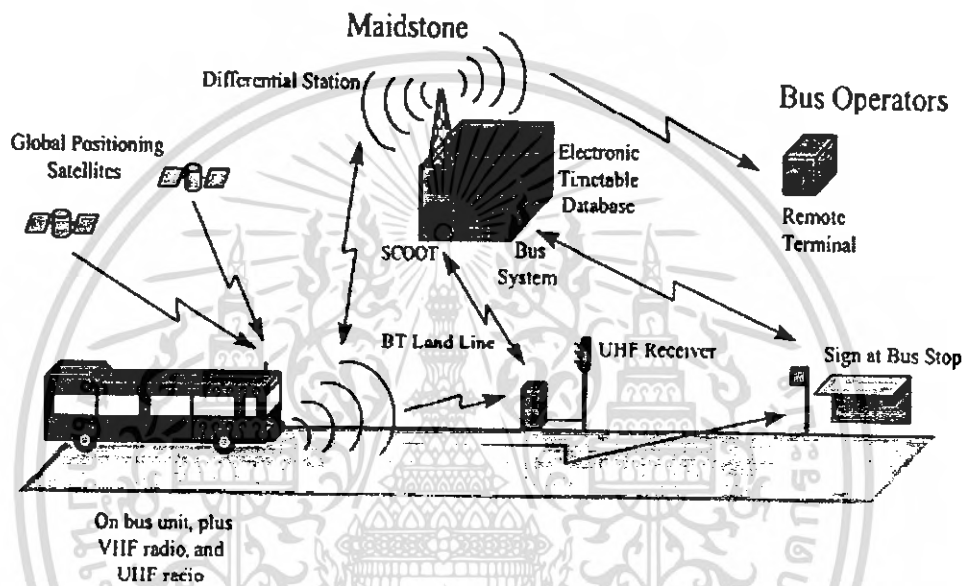 Maidstone
Differential Station
Bus Operators
Global Positioning
Satellites
Electronic
Timetable
Database
Remote
Terminal
SCOOT
Bus
System
BT Land Line
UHF Receiver
Sign at Bus Stop
On bus unit, plus
VHF radio, and
UHF radio